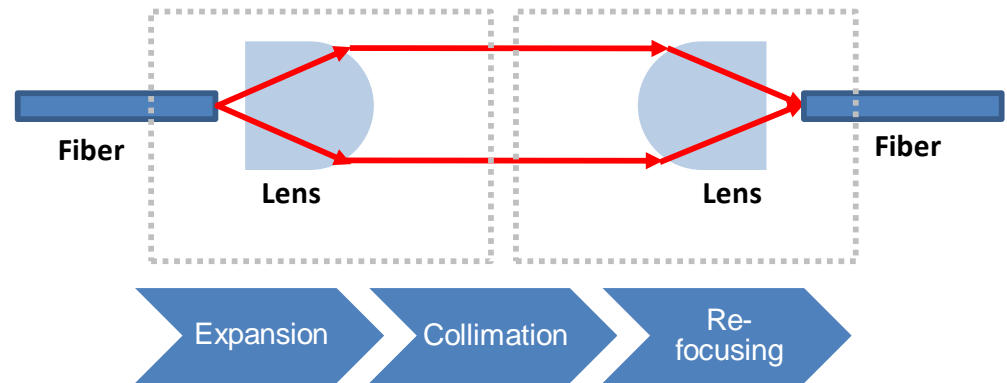 Fiber
Lens
Lens
Fiber
Expansion
Collimation
Re-
focusing